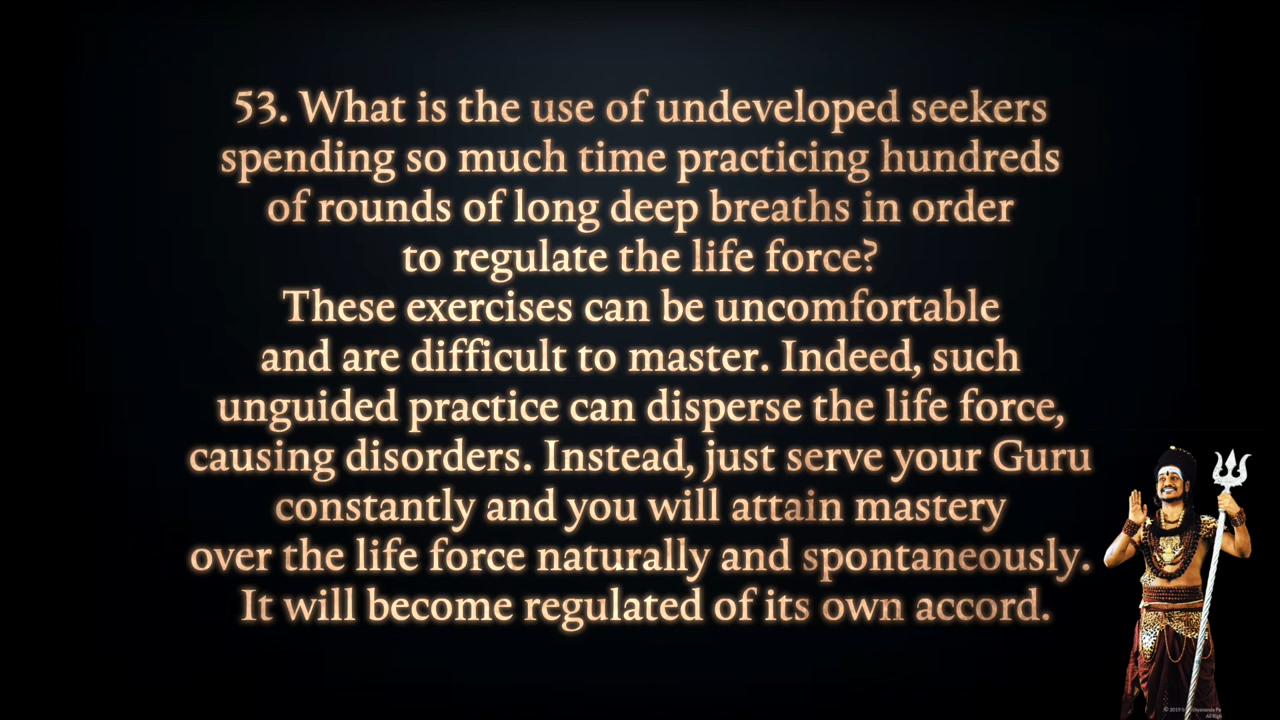 53. What is the use of undeveloped seekers
spending so much time practicing hundreds
of rounds of long deep breaths in order
to regulate the life force?
These exercises can be uncomfortable
and are difficult to master. Indeed, such
unguided practice can disperse the life force,
causing disorders. Instead, just serve your Guru
constantly and you will attain mastery
over the life force naturally and spontaneously.
It will become regulated of its own accord.
© 2019
All Righ